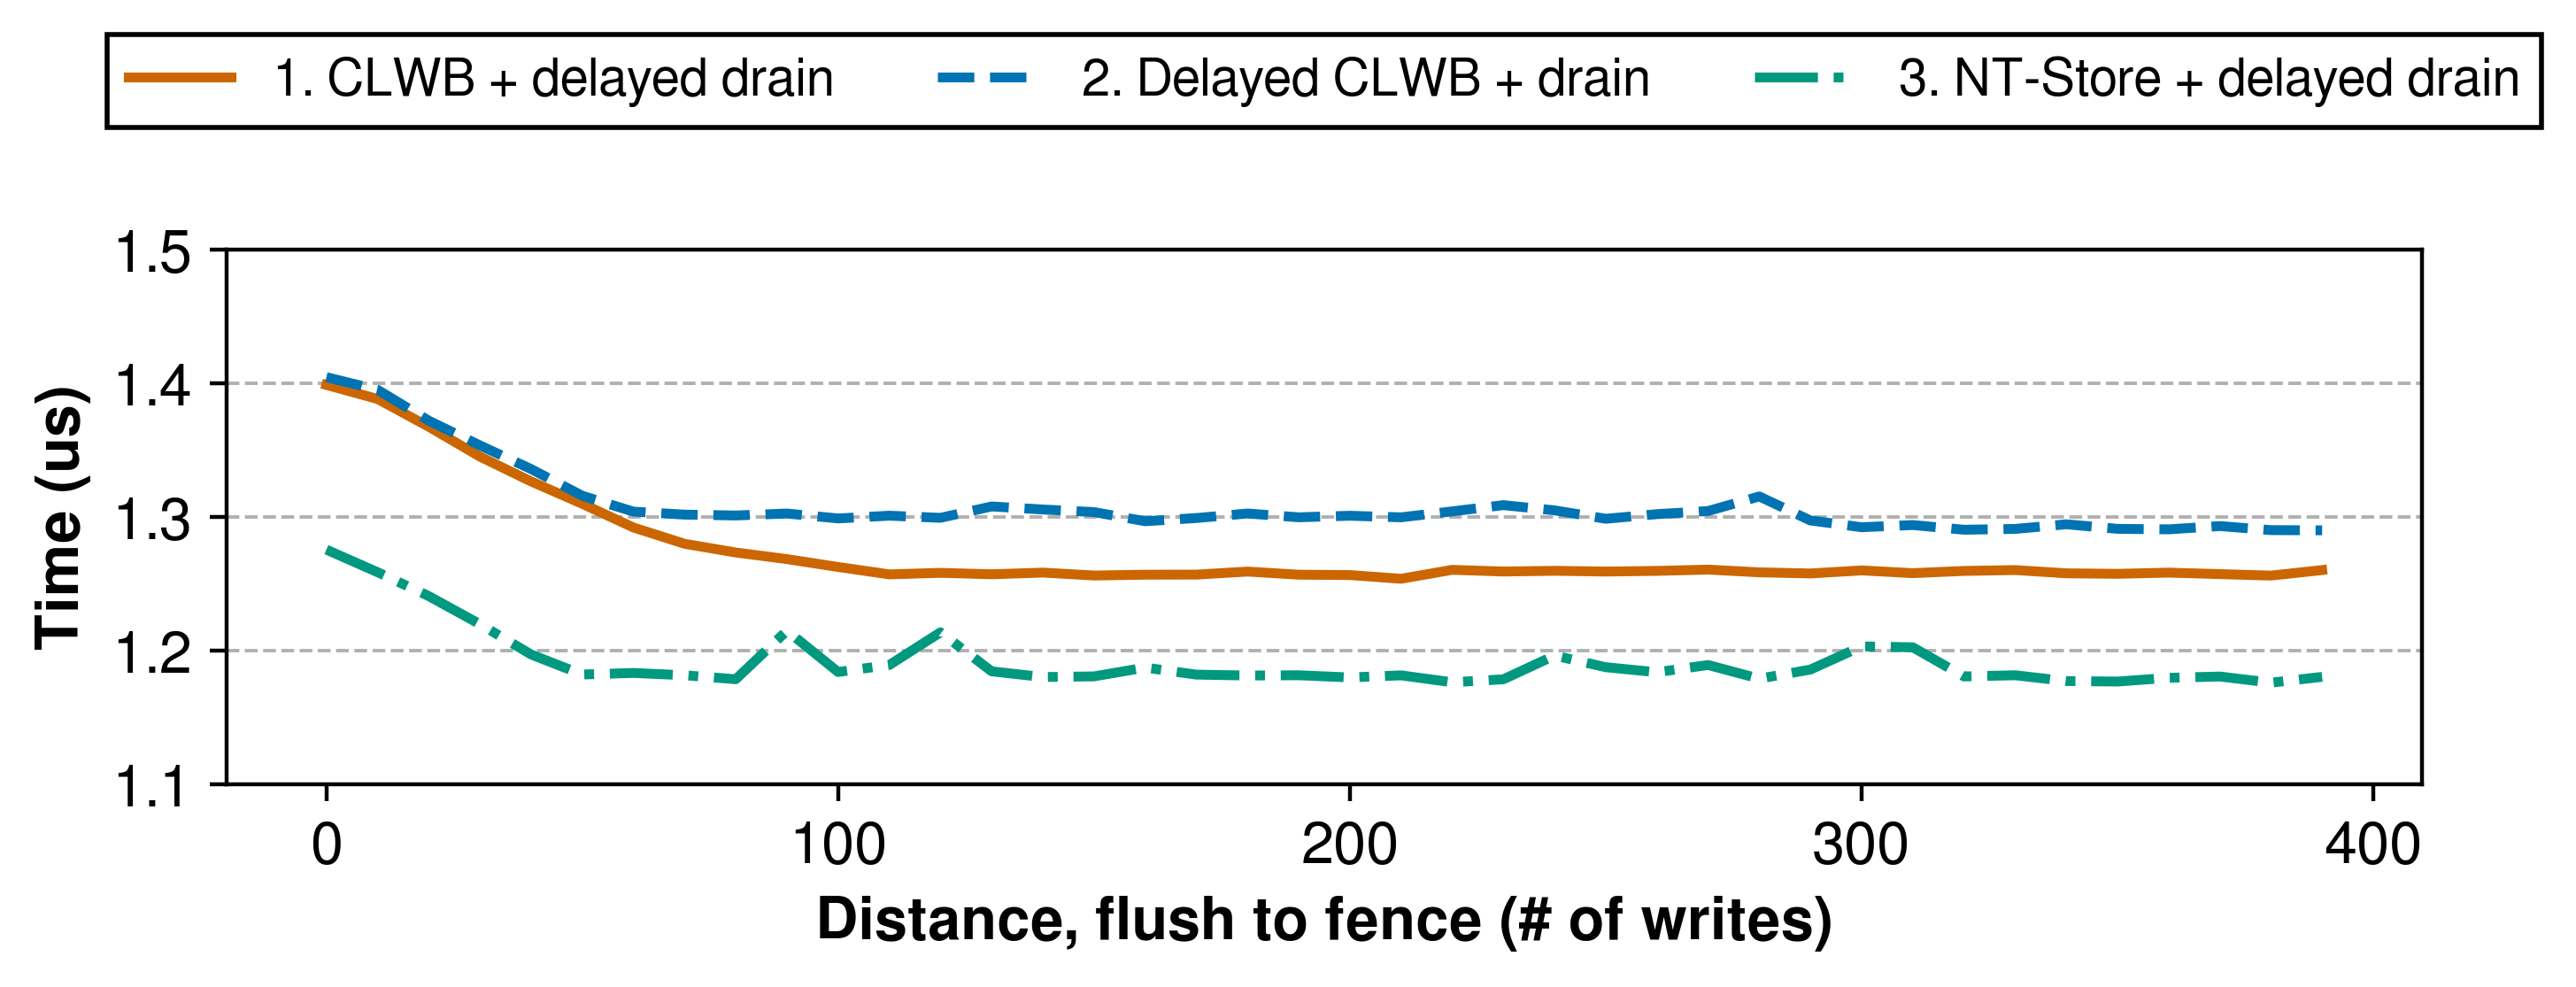 1. CLWB + delayed drain 2. Delayed CLWB + drain 3. NT-Store + delayed drain
1.5
1.4
1.3
1.2
1.1
Time (us)
0 100 200 300 400
Distance, flush to fence (# of writes)